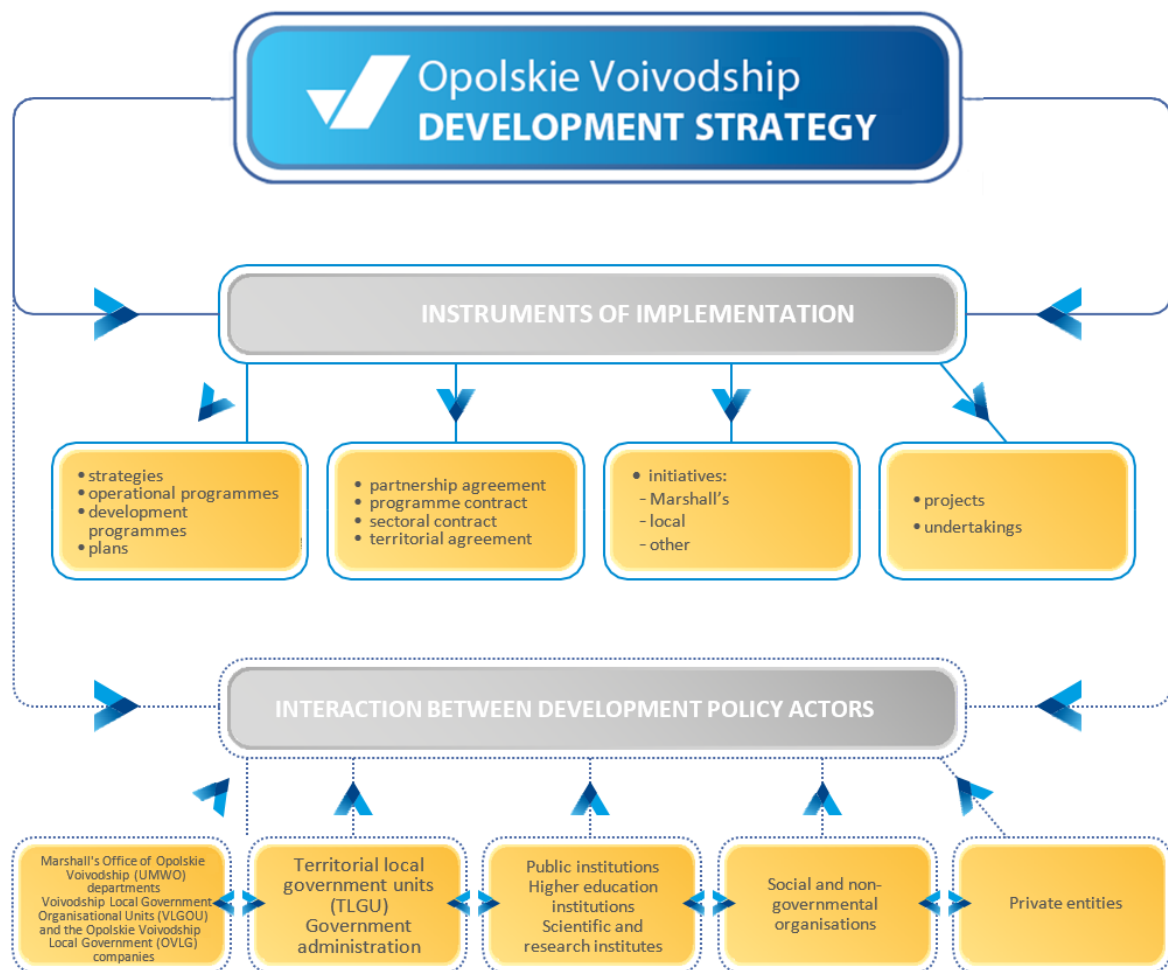 Opolskie Voivodship
DEVELOPMENT STRATEGY
INSTRUMENTS OF IMPLEMENTATION
• strategies
• operational programmes
• development
programmes
• plans
• partnership agreement
• programme contract
• sectoral contract
• territorial agreement
• initiatives:
- Marshall's
- local
- other
• projects
• undertakings
INTERACTION BETWEEN DEVELOPMENT POLICY ACTORS
Marshall's Office of Opolskie
Voivodship (UMWO)
departments
Voivodship Local Government
Organisational Units (VLGOU)
and the Opolskie Voivodship
Local Government (OVLG)
companies
Territorial local
government units
(TLGU)
Government
administration
Public institutions
Higher education
institutions
Scientific and
research institutes
Social and non-
governmental
organisations
Private entities